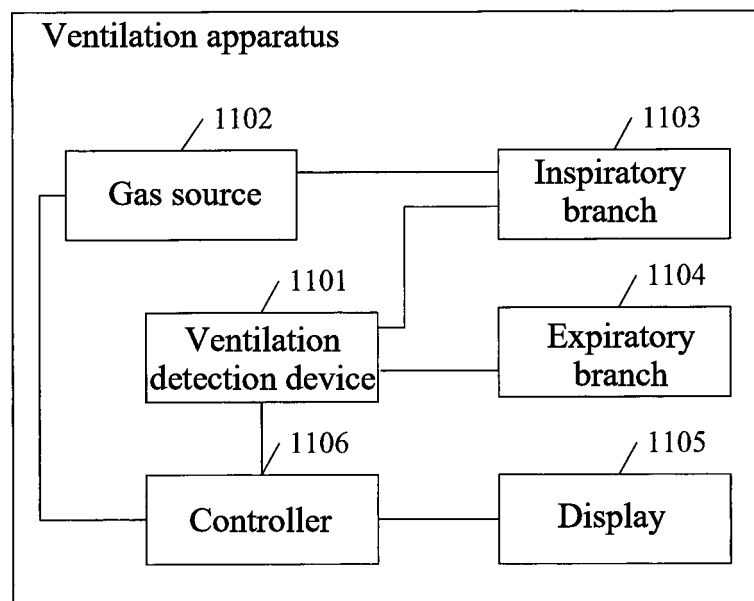 Ventilation apparatus
1102
1103
Gas source
Inspiratory
branch
1101
1104
Ventilation
detection device
Expiratory
branch
1106
1105
Controller
Display